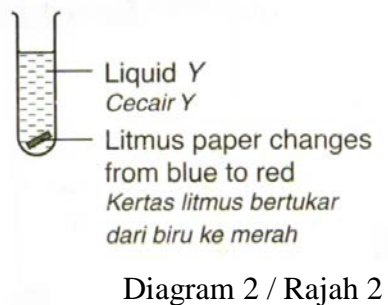 Liquid Y
Cecair Y
Litmus paper changes
from blue to red
Kertas litmus bertukar
dari biru ke merah
Diagram 2 / Rajah 2